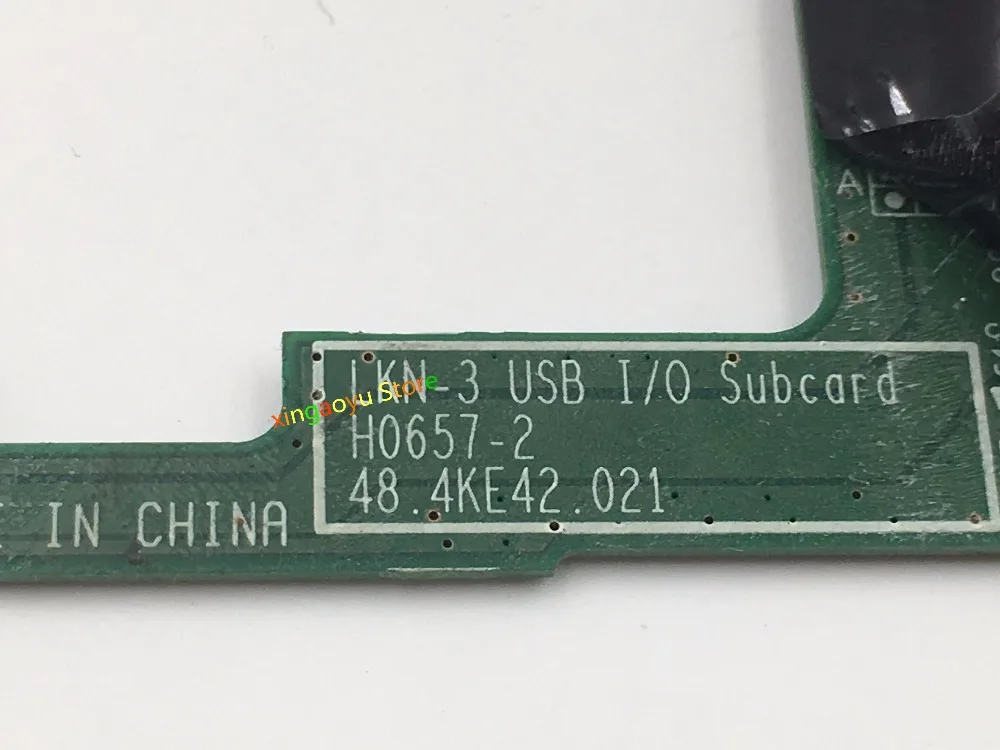 A
LKN-3 USB I/O Subcard
xingaoyu Store
H0657-2
48.4KE42.021
IN CHINA